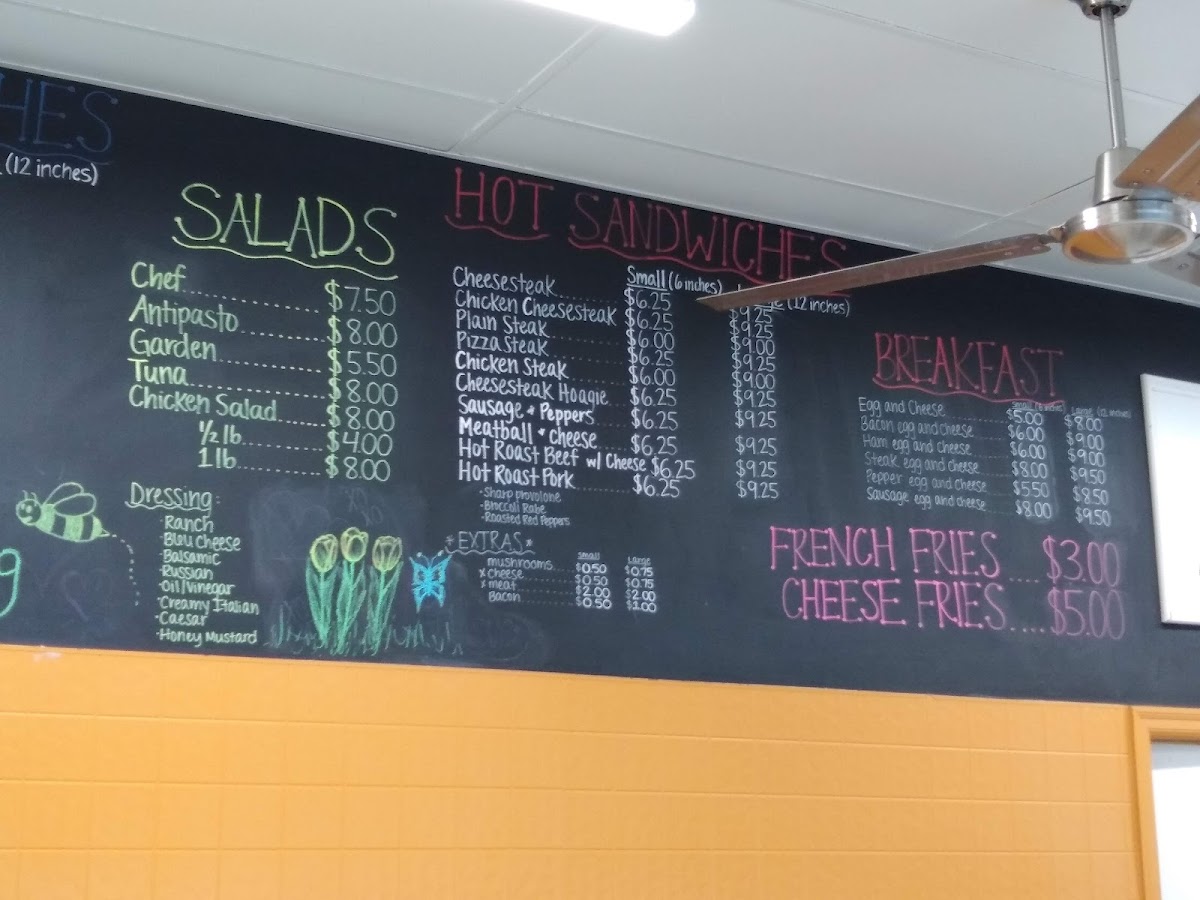 HES
(12 inches)
SALADS
Chef $7.50
Antipasto $8.00
Garden $5.50
Tuna $8.00
Chicken Salad $8.00
½ lb $4.00
1 lb $8.00
Dressing:
·Ranch
·Bleu Cheese
·Balsamic
·Russian
·Oil/Vinegar
·Creamy Italian
·Caesar
·Honey Mustard
HOT SANDWICHES
Small (6 inches) (12 inches)
Cheesesteak $6.25 $9.25
Chicken Cheesesteak $6.25 $9.25
Plain Steak $6.00 $9.00
Pizza Steak $6.25 $9.25
Chicken Steak $6.00 $9.00
Cheesesteak Hoagie $6.25 $9.25
Sausage + Peppers $6.25 $9.25
Meatball + cheese $6.25 $9.25
Hot Roast Beef w/ Cheese $6.25 $9.25
Hot Roast Pork $6.25 $9.25
·Sharp provolone
·Broccoli Rabe
·Roasted Red Peppers
*EXTRAS*
small Large
mushrooms $0.50 $0.75
x cheese $0.50 $0.75
x meat $2.00 $2.00
Bacon $0.50 $1.00
BREAKFAST
Large (12 inches)
Egg and Cheese $5.00 $8.00
Bacon egg and cheese $6.00 $9.00
Ham egg and cheese $6.00 $9.00
Steak egg and cheese $8.00 $9.50
Pepper egg and cheese $5.50 $8.50
Sausage egg and cheese $8.00 $9.50
FRENCH FRIES .... $3.00
CHEESE FRIES .... $5.00